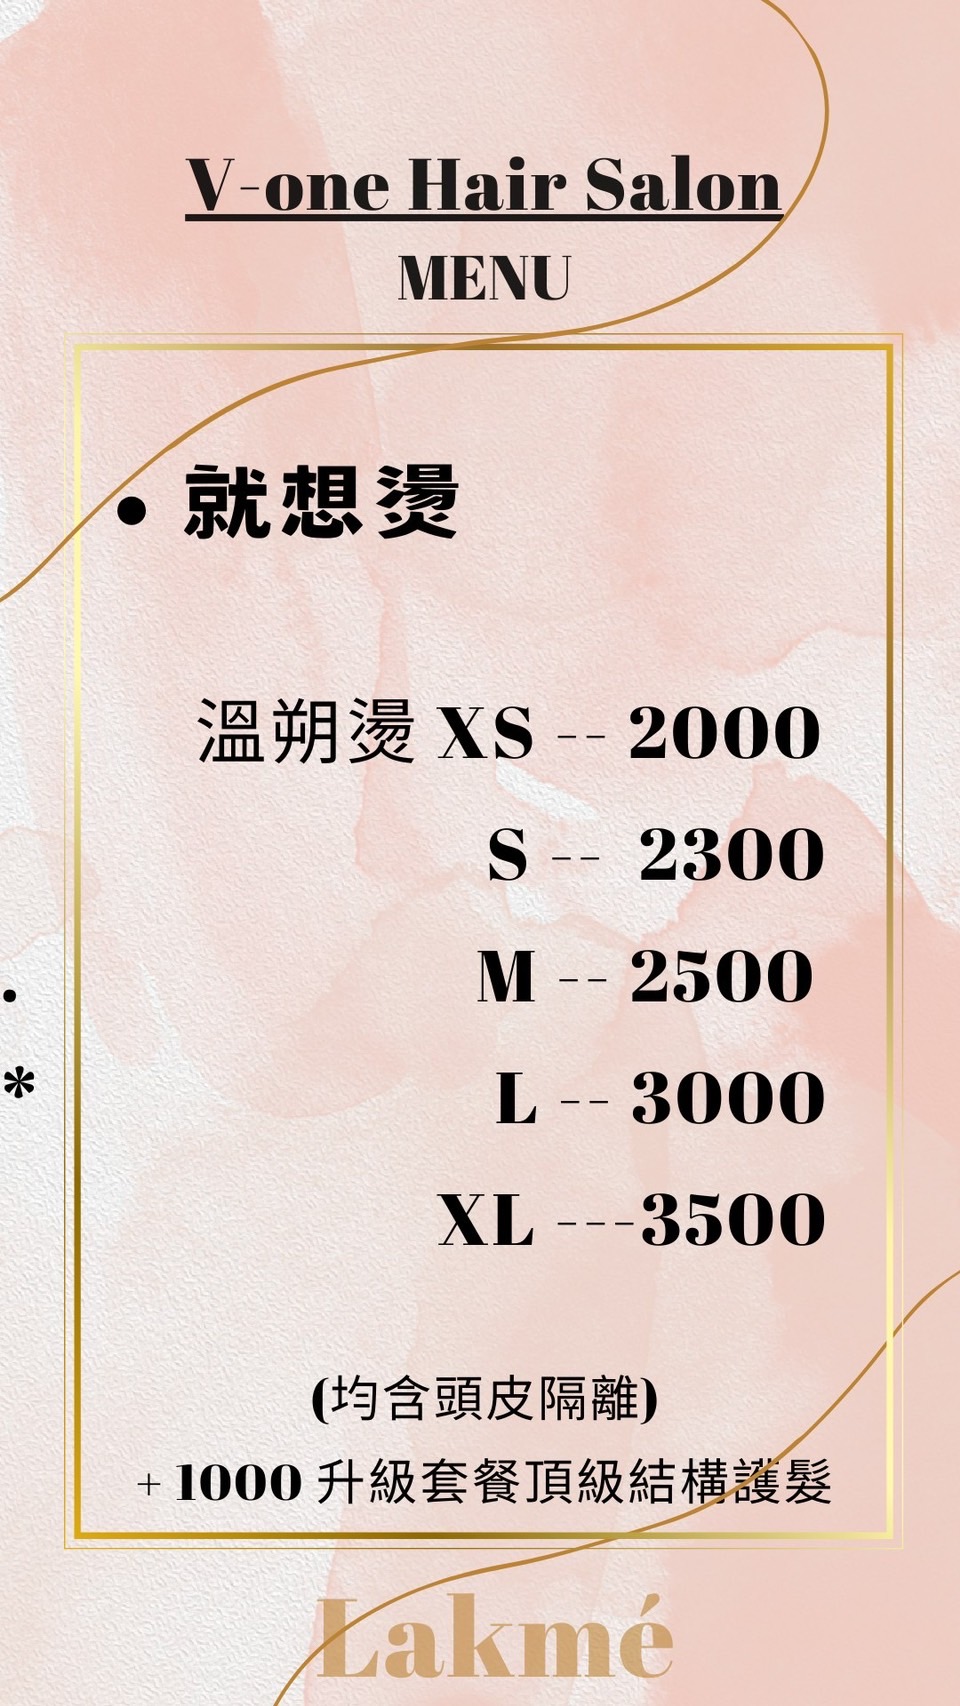 V-one Hair Salon
MENU
• 就想燙
溫朔燙 XS -- 2000
S -- 2300
M -- 2500
L -- 3000
XL ---3500
.
*
(均含頭皮隔離)
+ 1000 升級套餐頂級結構護髮
Lakmé